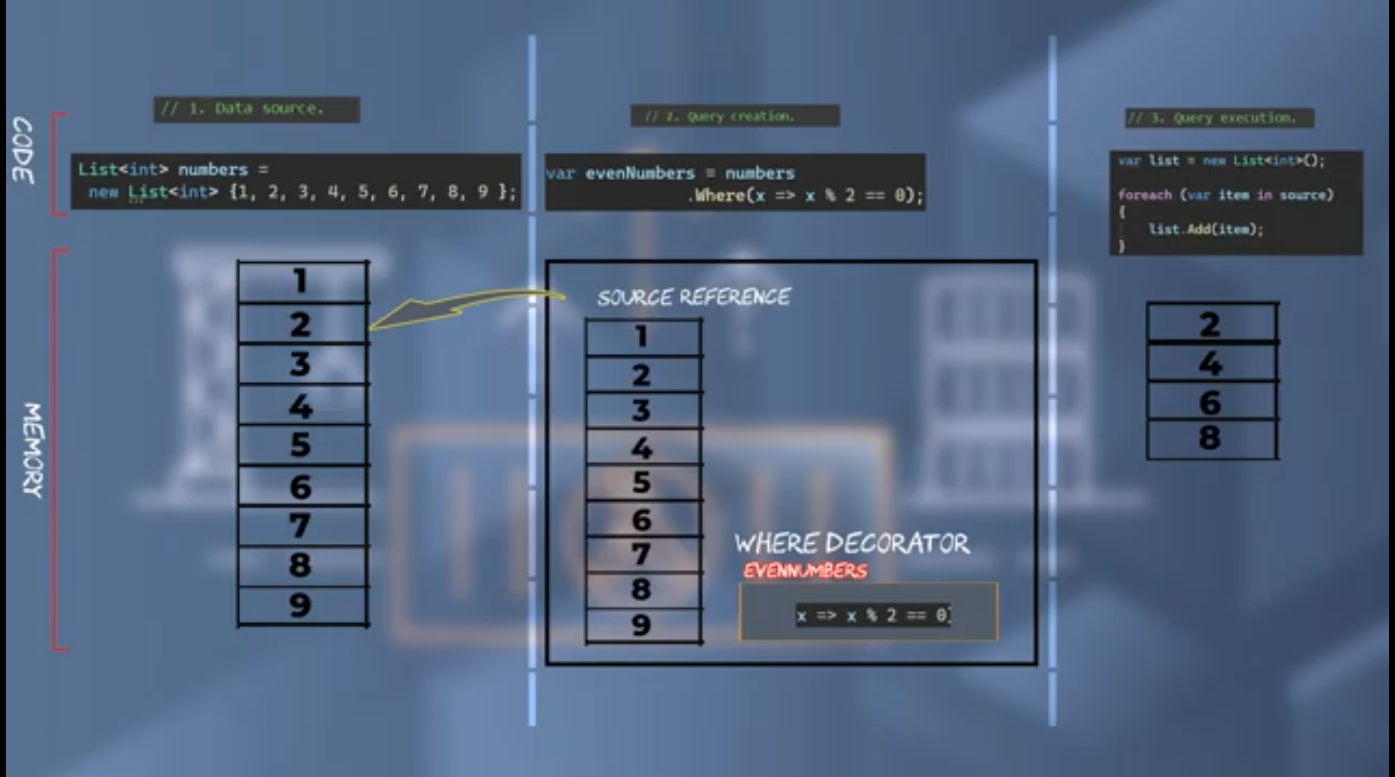 CODE
// 1. Data source.
List<int> numbers =
new List<int> {1, 2, 3, 4, 5, 6, 7, 8, 9 };
// 2. Query creation.
var evenNumbers = numbers
.Where(x => x % 2 == 0);
// 3. Query execution.
var list = new List<int>();
foreach (var item in source)
{
list.Add(item);
}
MEMORY
1
2
3
4
5
6
7
8
9
SOURCE REFERENCE
1
2
3
4
5
6
7
8
9
WHERE DECORATOR
EVENNUMBERS
x => x % 2 == 0)
2
4
6
8